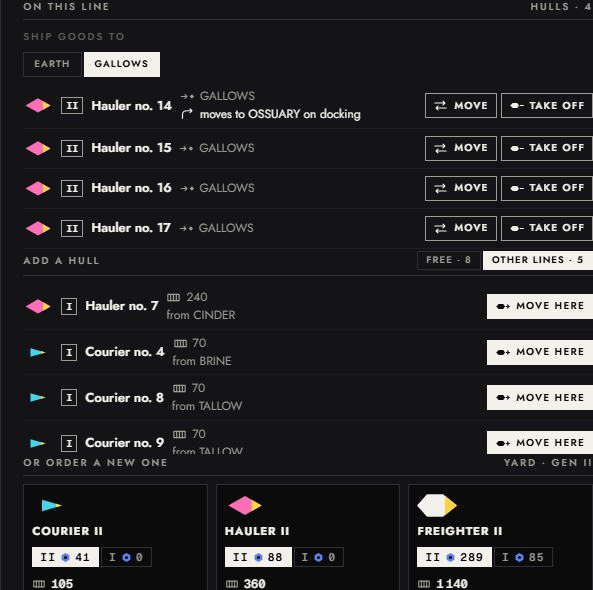 ON THIS LINE HULLS · 4
SHIP GOODS TO
EARTH GALLOWS
II Hauler no. 14 GALLOWS
moves to OSSUARY on docking
MOVE TAKE OFF
II Hauler no. 15 GALLOWS MOVE TAKE OFF
II Hauler no. 16 GALLOWS MOVE TAKE OFF
II Hauler no. 17 GALLOWS MOVE TAKE OFF
ADD A HULL FREE · 8 OTHER LINES · 5
I Hauler no. 7 240
from CINDER
MOVE HERE
I Courier no. 4 70
from BRINE
MOVE HERE
I Courier no. 8 70
from TALLOW
MOVE HERE
I Courier no. 9 70
from TALLOW
MOVE HERE
OR ORDER A NEW ONE YARD · GEN II
COURIER II HAULER II FREIGHTER II
II 41 I 0 II 88 I 0 II 289 I 85
105 360 1 140